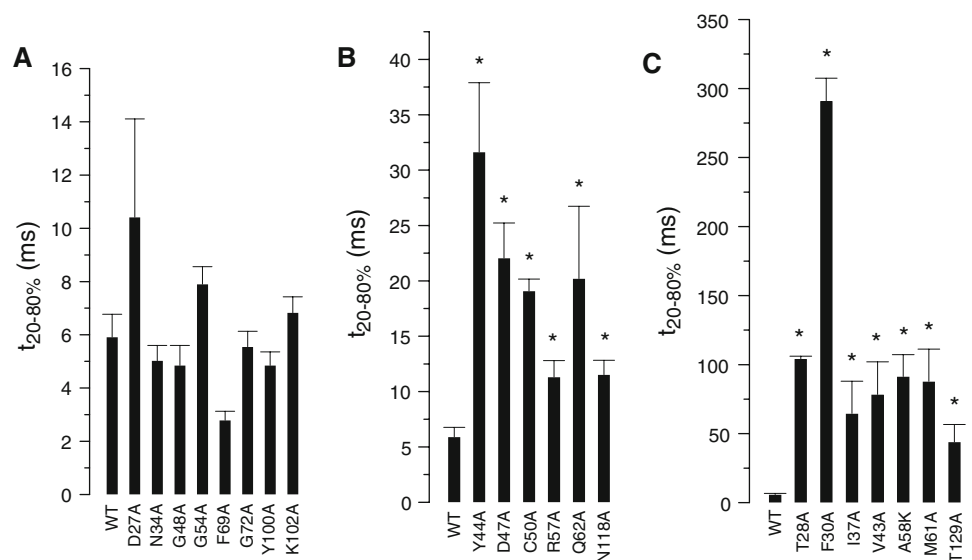 A
t20-80% (ms)
16
14
12
10
8
6
4
2
0
WT
D27A
N34A
G48A
G54A
F69A
G72A
Y100A
K102A
B
t20-80% (ms)
40
35
30
25
20
15
10
5
0
*
*
*
*
*
*
WT
Y44A
D47A
C50A
R57A
Q62A
N118A
C
t20-80% (ms)
350
300
250
200
150
100
50
0
*
*
*
*
*
*
*
WT
T28A
F30A
I37A
V43A
A58K
M61A
T129A